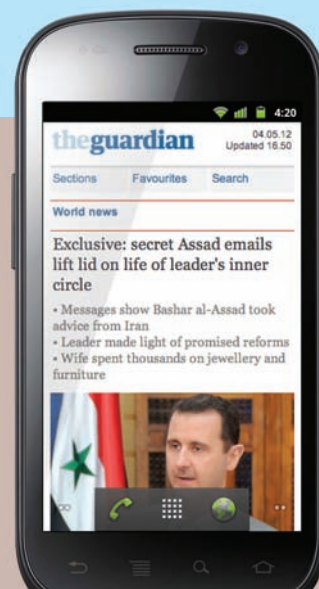 4:20
theguardian
04.05.12
Updated 16.50
Sections Favourites Search
World news
Exclusive: secret Assad emails
lift lid on life of leader's inner
circle
• Messages show Bashar al-Assad took
advice from Iran
• Leader made light of promised reforms
• Wife spent thousands on jewellery and
furniture